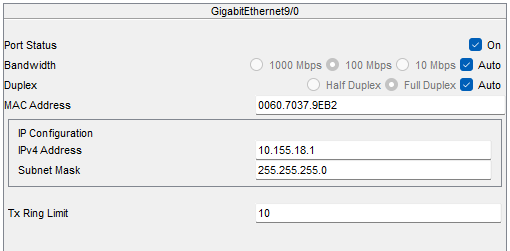 GigabitEthernet9/0
Port Status On
Bandwidth 1000 Mbps 100 Mbps 10 Mbps Auto
Duplex Half Duplex Full Duplex Auto
MAC Address 0060.7037.9EB2
IP Configuration
IPv4 Address 10.155.18.1
Subnet Mask 255.255.255.0
Tx Ring Limit 10